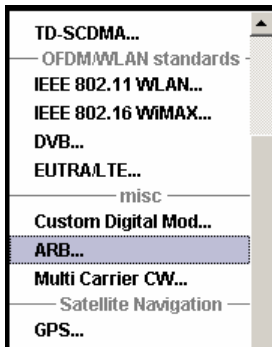 TD-SCDMA...
OFDM/WLAN standards
IEEE 802.11 WLAN...
IEEE 802.16 WiMAX...
DVB...
EUTRA/LTE...
misc
Custom Digital Mod...
ARB...
Multi Carrier CW...
Satellite Navigation
GPS...